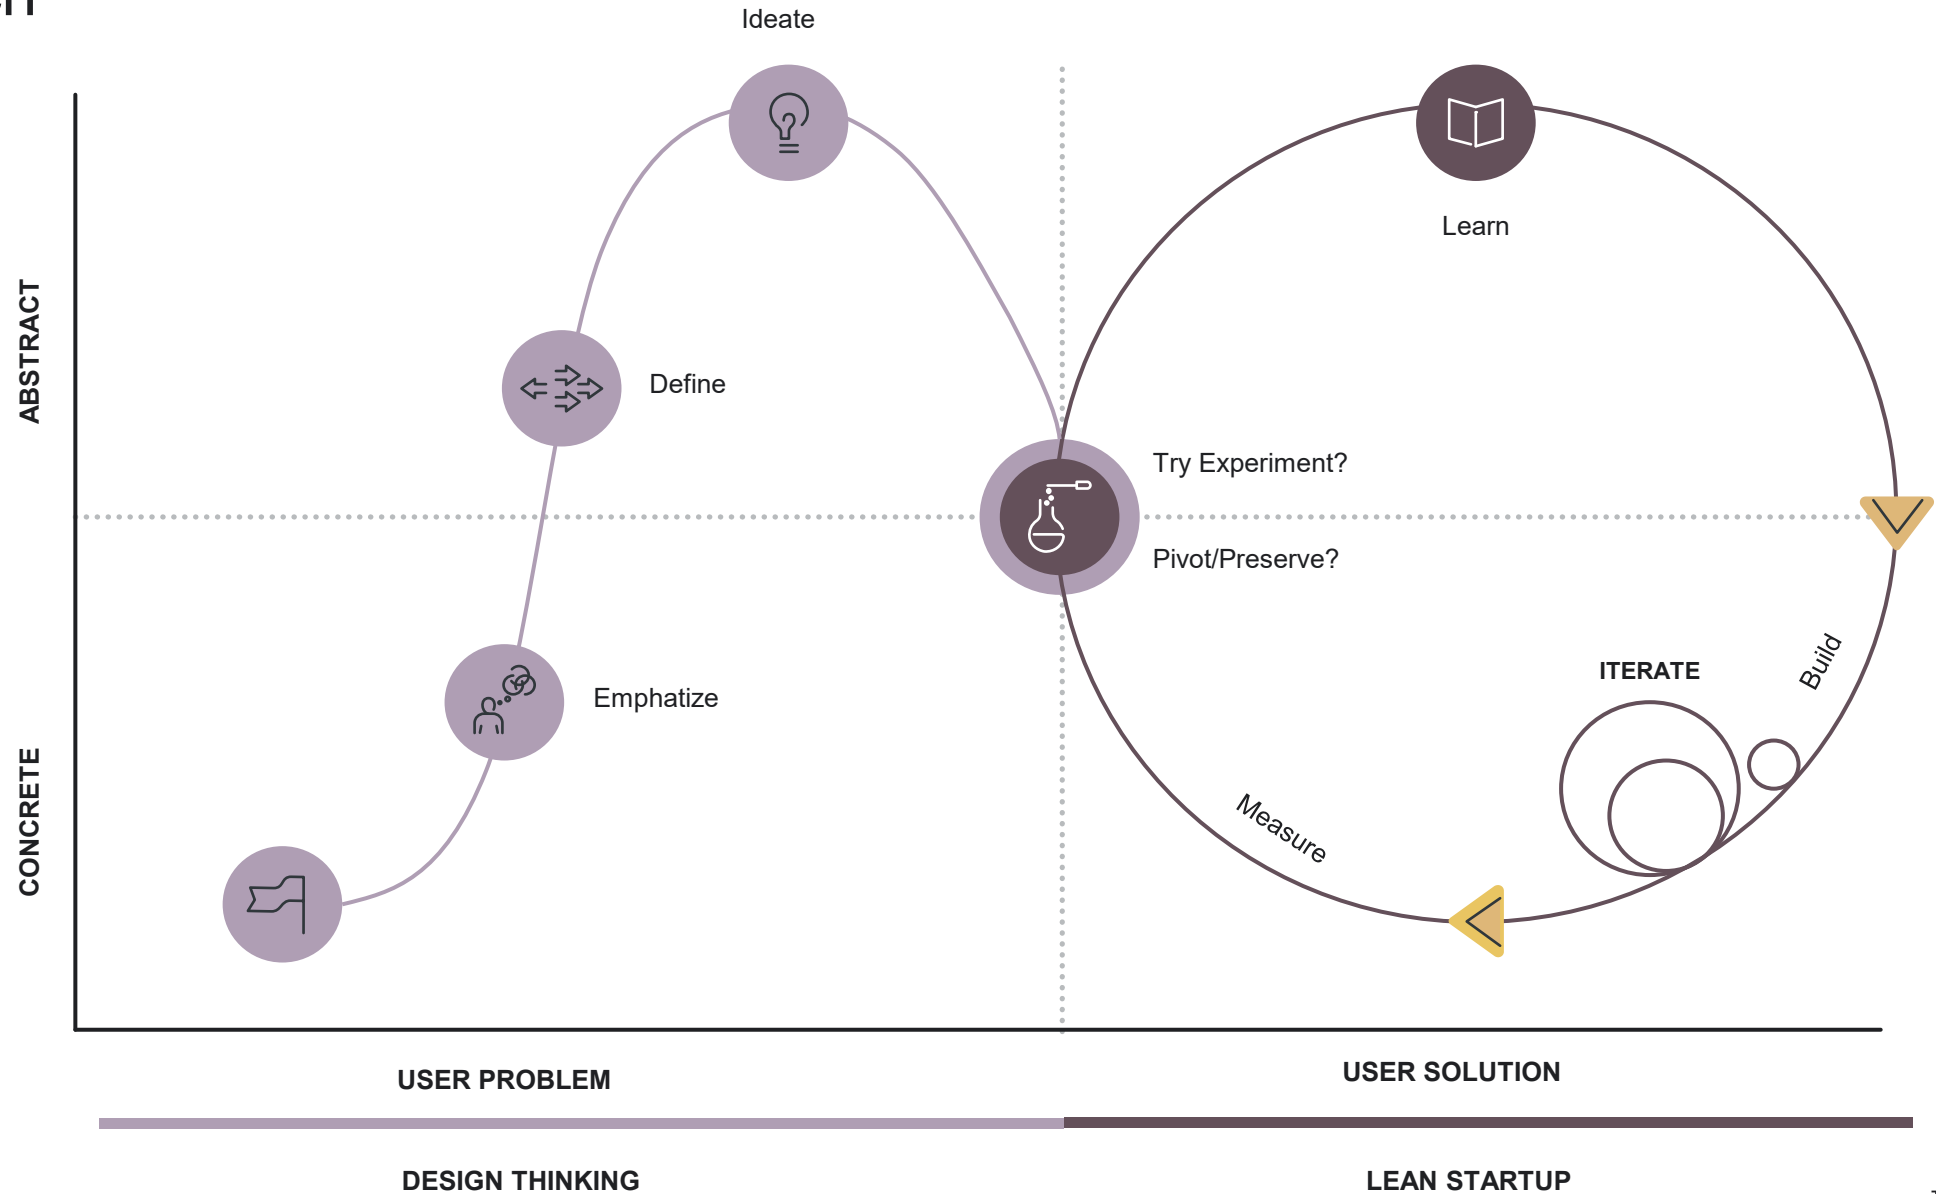 Ideate
Learn
ABSTRACT
Define
Try Experiment?
Pivot/Preserve?
Emphatize
ITERATE
Build
CONCRETE
Measure
USER PROBLEM
USER SOLUTION
DESIGN THINKING
LEAN STARTUP